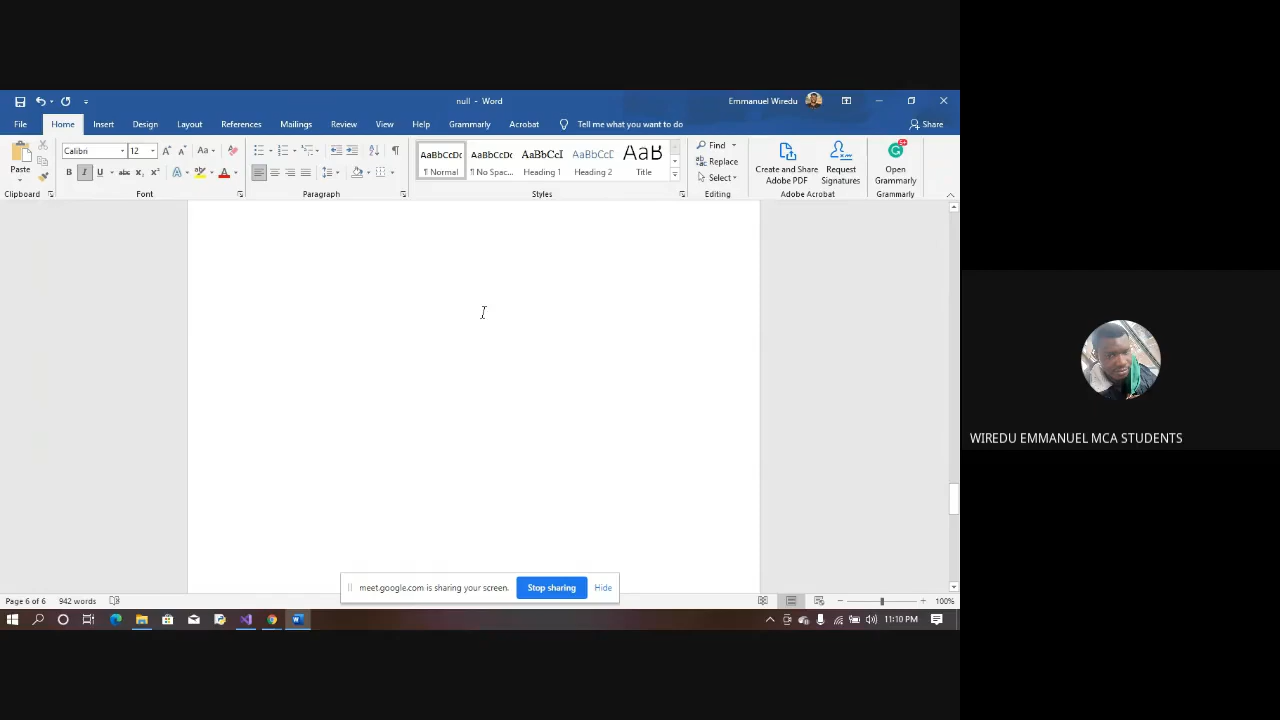 null - Word
Emmanuel Wiredu
File Home Insert Design Layout References Mailings Review View Help Grammarly Acrobat Tell me what you want to do Share
Paste
Clipboard
Calibri 12
Font
Paragraph
AaBbCcDc AaBbCcDc AaBbCcI AaBbCcD AaB
¶ Normal ¶ No Spac... Heading 1 Heading 2 Title
Styles
Find
Replace
Select
Editing
Create and Share
Adobe PDF
Request
Signatures
Adobe Acrobat
Open
Grammarly
Grammarly
WIREDU EMMANUEL MCA STUDENTS
meet.google.com is sharing your screen. Stop sharing Hide
Page 6 of 6 942 words 100%
11:10 PM